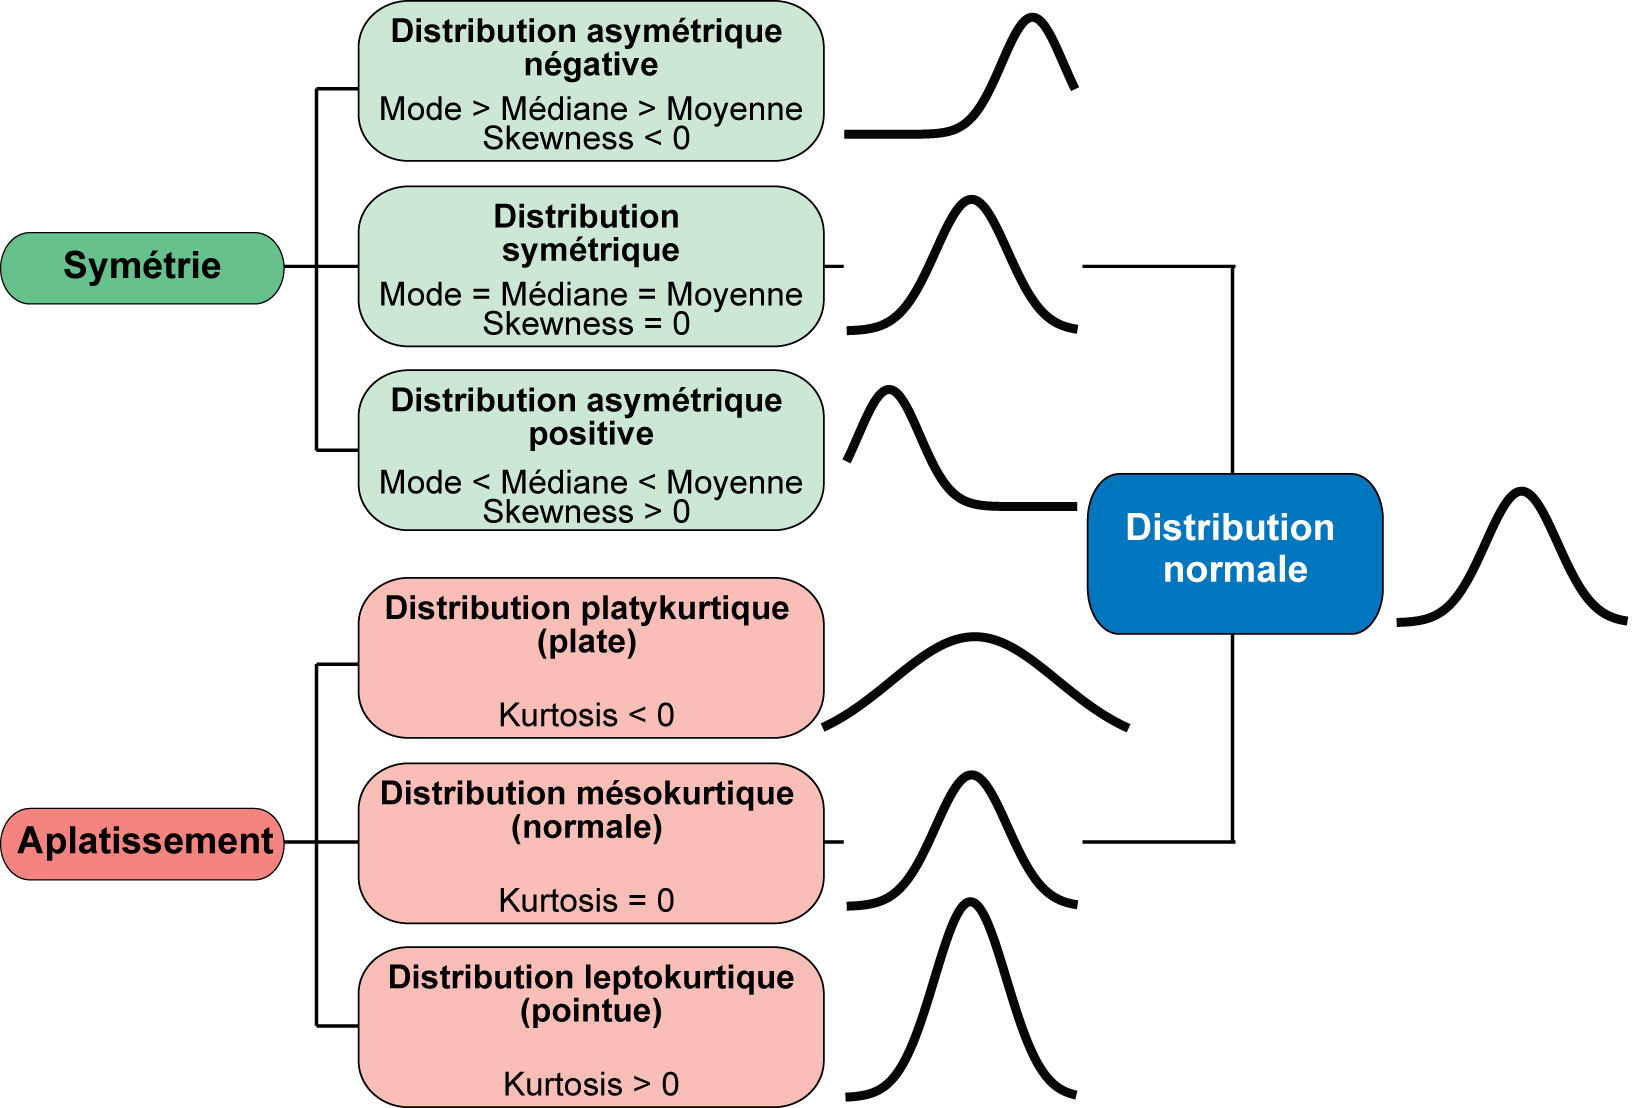 Distribution asymétrique
négative
Mode > Médiane > Moyenne
Skewness < 0
Symétrie
Distribution
symétrique
Mode = Médiane = Moyenne
Skewness = 0
Distribution asymétrique
positive
Mode < Médiane < Moyenne
Skewness > 0
Distribution
normale
Distribution platykurtique
(plate)
Kurtosis < 0
Aplatissement
Distribution mésokurtique
(normale)
Kurtosis = 0
Distribution leptokurtique
(pointue)
Kurtosis > 0